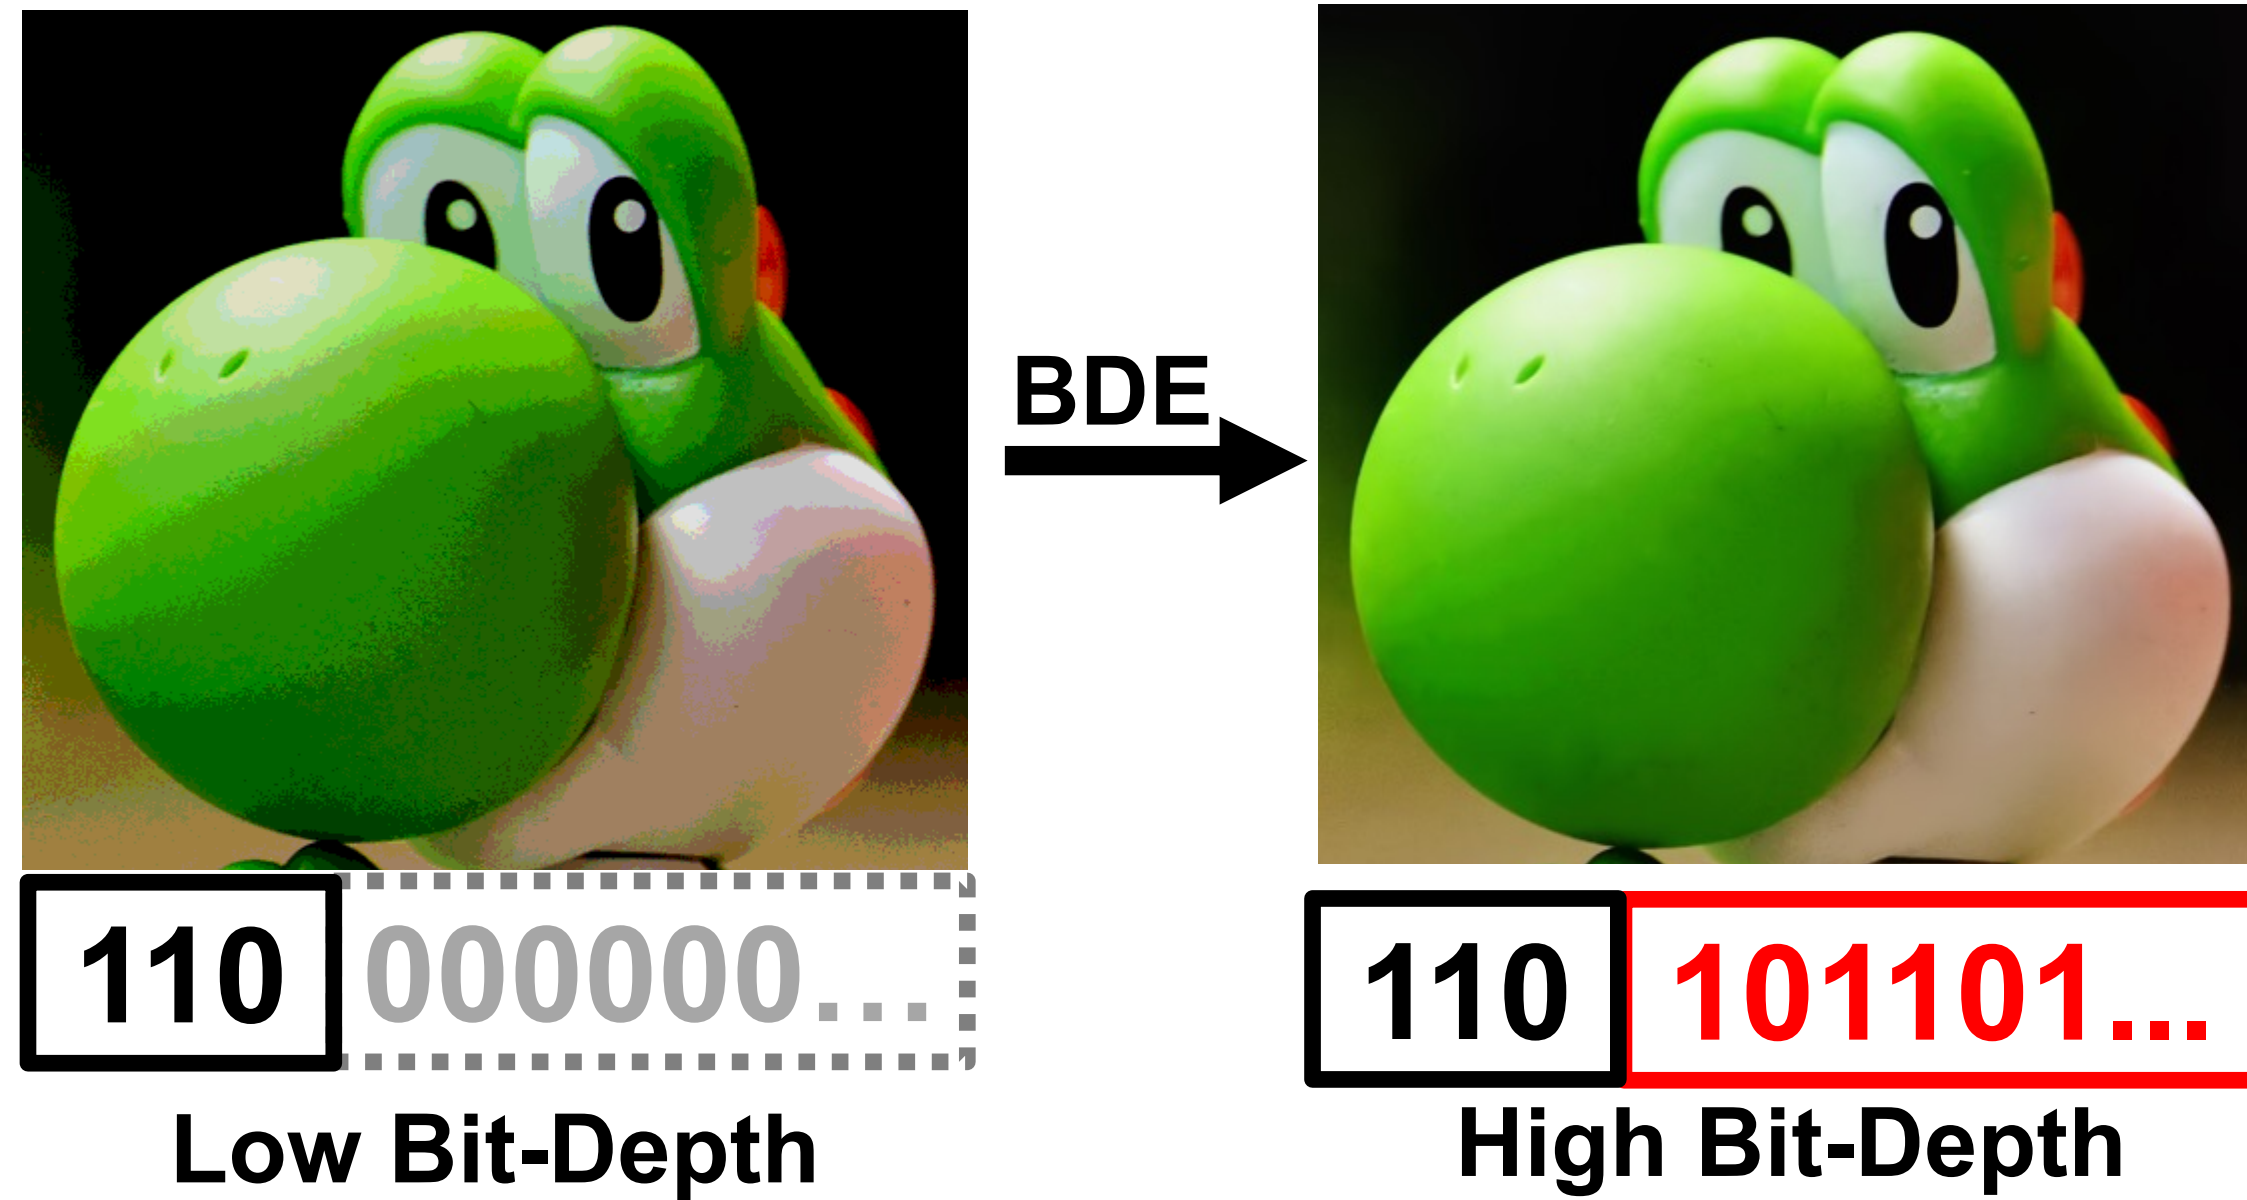 BDE
110 000000...
110 101101...
Low Bit-Depth
High Bit-Depth